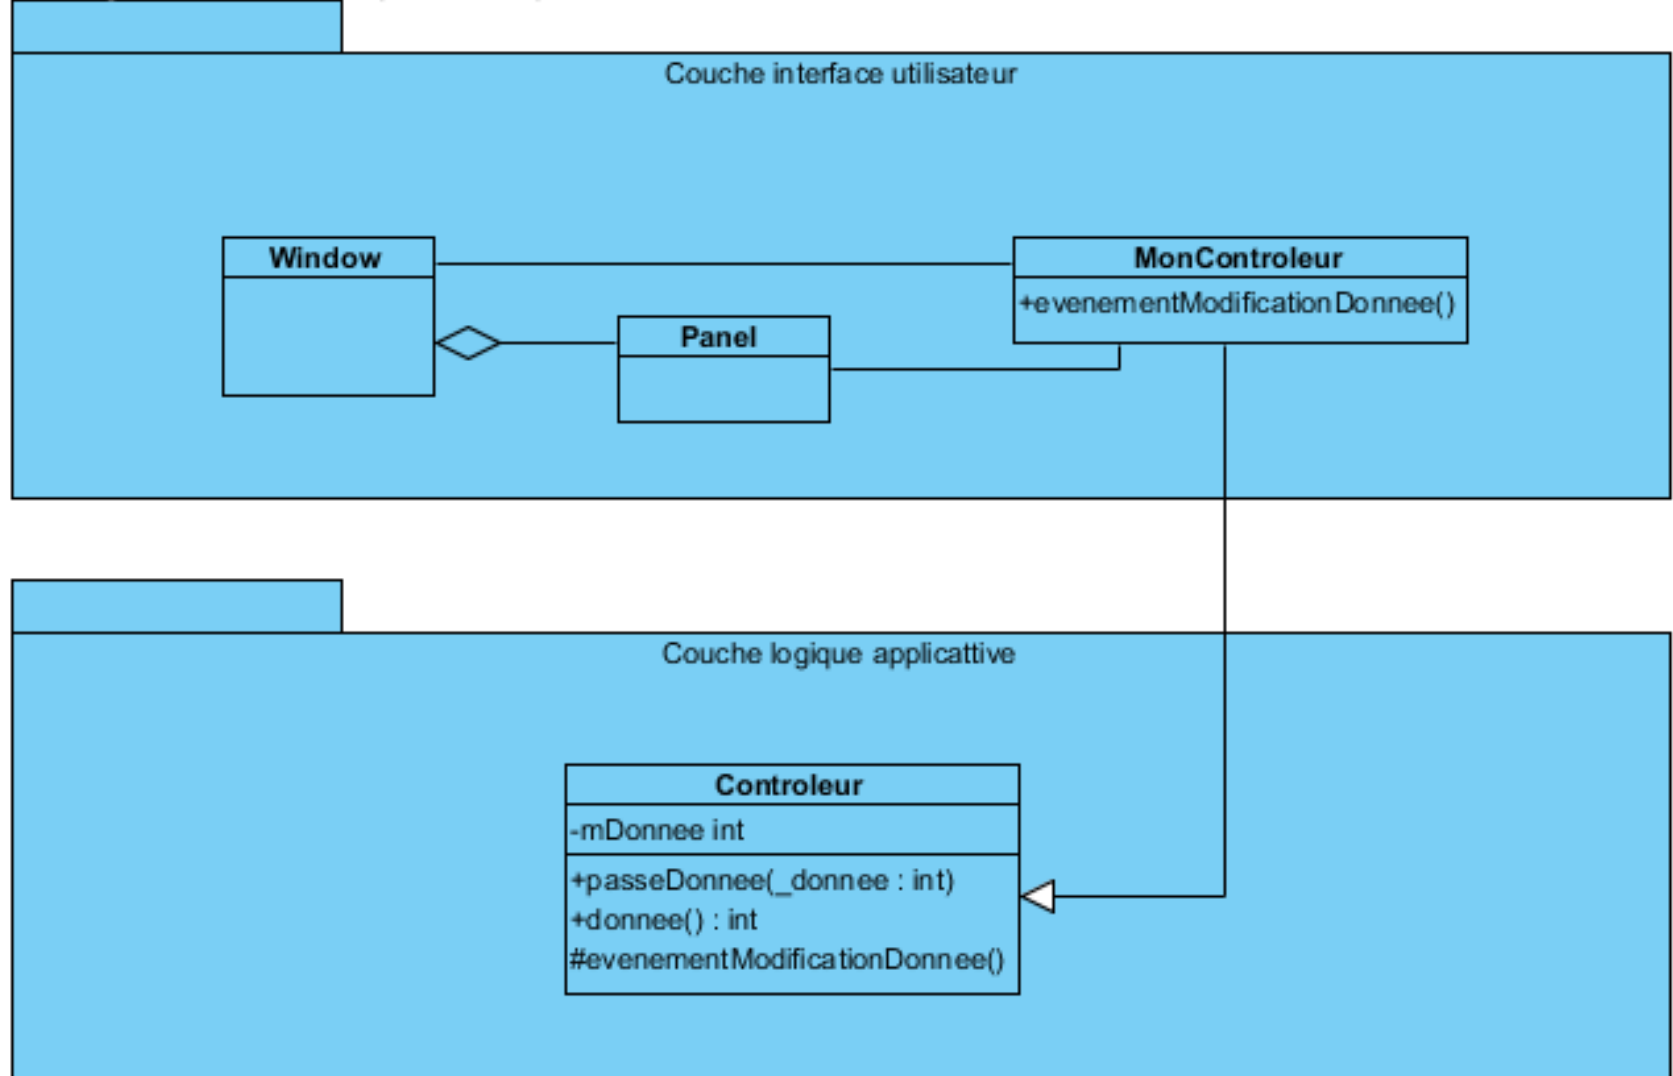 Couche interface utilisateur
Window
MonControleur
+evenementModificationDonnee()
Panel
Couche logique applicattive
Controleur
-mDonnee int
+passeDonnee(_donnee : int)
+donnee() : int
#evenementModificationDonnee()